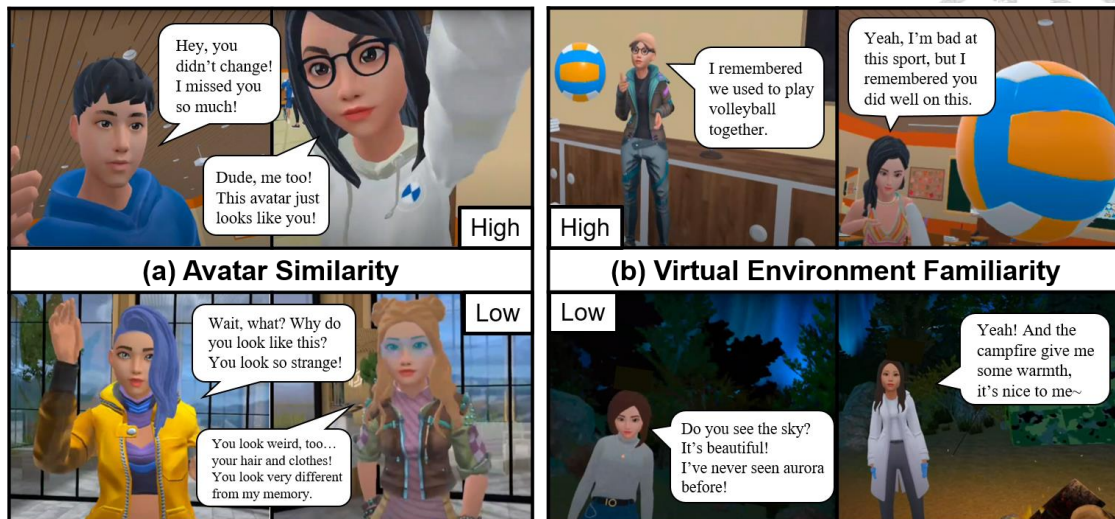 Hey, you
didn't change!
I missed you
so much!
Dude, me too!
This avatar just
looks like you!
High
(a) Avatar Similarity
Low
Wait, what? Why do
you look like this?
You look so strange!
You look weird, too…
your hair and clothes!
You look very different
from my memory.
I remembered
we used to play
volleyball
together.
Yeah, I'm bad at
this sport, but I
remembered you
did well on this.
High
(b) Virtual Environment Familiarity
Low
Do you see the sky?
It's beautiful!
I've never seen aurora
before!
Yeah! And the
campfire give me
some warmth,
it's nice to me~